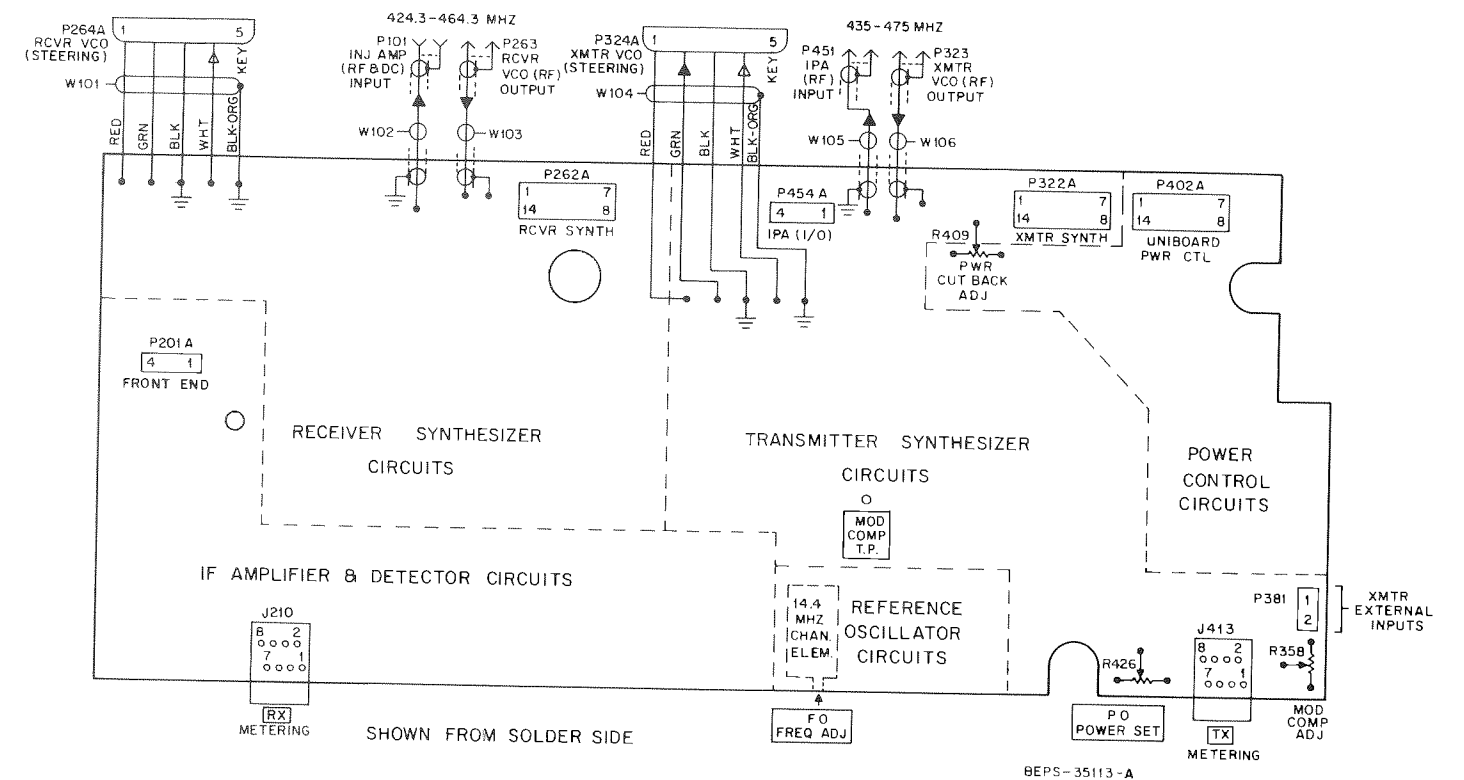 P264A
RCVR VCO
(STEERING)
1 5
KEY
W101
RED
GRN
BLK
WHT
BLK-ORG
424.3-464.3 MHZ
P101
INJ AMP
(RF & DC)
INPUT
P263
RCVR
VCO (RF)
OUTPUT
W102
W103
P324A
XMTR VCO
(STEERING)
1 5
KEY
W104
RED
GRN
BLK
WHT
BLK-ORG
435-475 MHZ
P451
IPA
(RF)
INPUT
P323
XMTR
VCO (RF)
OUTPUT
W105
W106
P262A
1 7
14 8
RCVR SYNTH
P454A
4 1
IPA (I/O)
P322A
1 7
14 8
XMTR SYNTH
P402A
1 7
14 8
UNIBOARD
PWR CTL
R409
PWR
CUT BACK
ADJ
P201A
4 1
FRONT END
RECEIVER SYNTHESIZER
CIRCUITS
TRANSMITTER SYNTHESIZER
CIRCUITS
MOD
COMP
T.P.
POWER
CONTROL
CIRCUITS
IF AMPLIFIER & DETECTOR CIRCUITS
J210
8 2
7 1
RX
METERING
14.4
MHZ
CHAN.
ELEM.
REFERENCE
OSCILLATOR
CIRCUITS
FO
FREQ ADJ
P381
1
2
XMTR
EXTERNAL
INPUTS
R426
PO
POWER SET
J413
8 2
7 1
TX
METERING
R358
MOD
COMP
ADJ
SHOWN FROM SOLDER SIDE
BEPS-35113-A